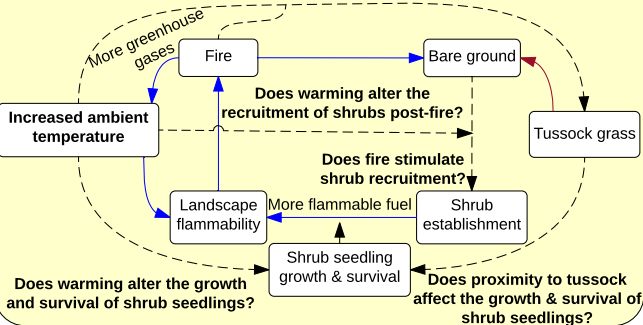 More greenhouse
gases
Fire
Bare ground
Does warming alter the
recruitment of shrubs post-fire?
Increased ambient
temperature
Tussock grass
Does fire stimulate
shrub recruitment?
Landscape
flammability
More flammable fuel
Shrub
establishment
Shrub seedling
growth & survival
Does warming alter the growth
and survival of shrub seedlings?
Does proximity to tussock
affect the growth & survival of
shrub seedlings?